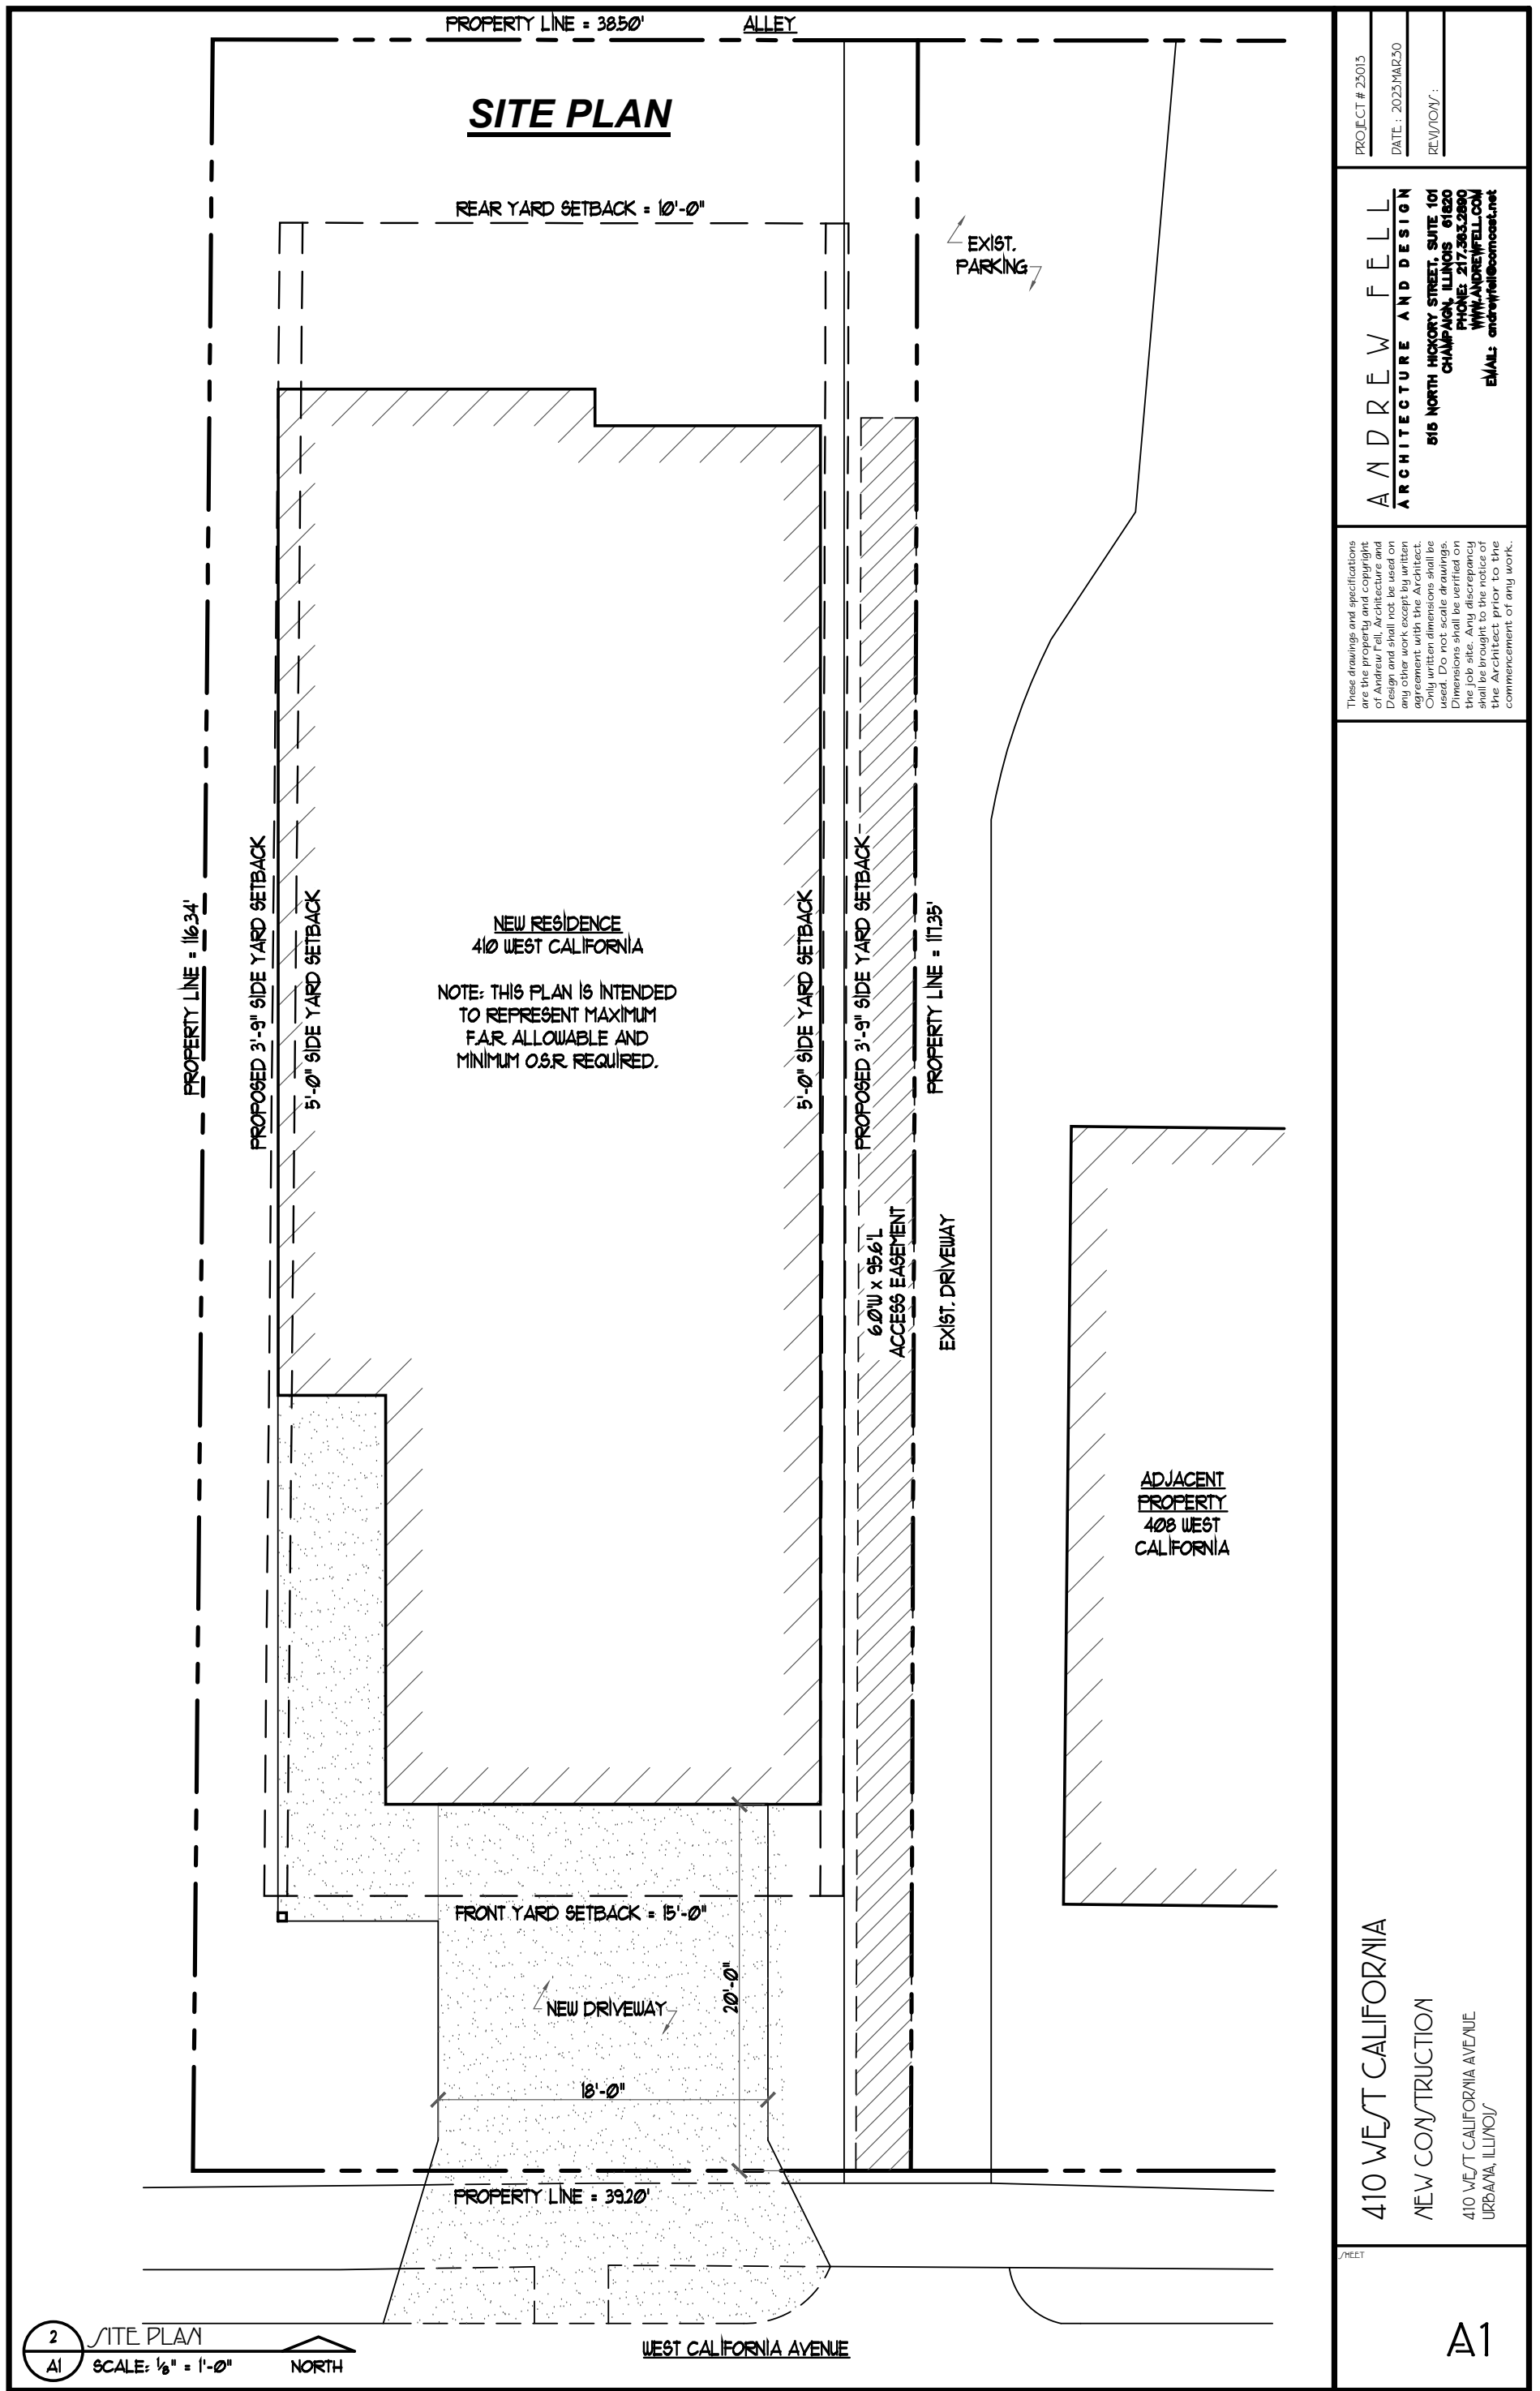 PROPERTY LINE = 38.50'
ALLEY
SITE PLAN
REAR YARD SETBACK = 10'-0"
EXIST.
PARKING
PROPERTY LINE = 116.34'
PROPOSED 3'-9" SIDE YARD SETBACK
5'-0" SIDE YARD SETBACK
NEW RESIDENCE
410 WEST CALIFORNIA
NOTE: THIS PLAN IS INTENDED
TO REPRESENT MAXIMUM
F.A.R. ALLOWABLE AND
MINIMUM O.S.R. REQUIRED.
5'-0" SIDE YARD SETBACK
PROPOSED 3'-9" SIDE YARD SETBACK
PROPERTY LINE = 117.35'
6.0'W x 95.6'L
ACCESS EASEMENT
EXIST. DRIVEWAY
ADJACENT
PROPERTY
408 WEST
CALIFORNIA
FRONT YARD SETBACK = 15'-0"
NEW DRIVEWAY
20'-0"
18'-0"
PROPERTY LINE = 39.20'
WEST CALIFORNIA AVENUE
2
A1
SITE PLAN
SCALE: 1/8" = 1'-0"
NORTH
PROJECT # 23013
DATE : 2023MAR30
REVISIONS :
ANDREW FELL
ARCHITECTURE AND DESIGN
515 NORTH HICKORY STREET, SUITE 101
CHAMPAIGN, ILLINOIS 61820
PHONE: 217.363.2890
WWW.ANDREWFELL.COM
EMAIL: andrewfell@comcast.net
These drawings and specifications
are the property and copyright
of Andrew Fell, Architecture and
Design and shall not be used on
any other work except by written
agreement with the Architect.
Only written dimensions shall be
used. Do not scale drawings.
Dimensions shall be verified on
the job site. Any discrepancy
shall be brought to the notice of
the Architect prior to the
commencement of any work.
410 WEST CALIFORNIA
NEW CONSTRUCTION
410 WEST CALIFORNIA AVENUE
URBANA, ILLINOIS
SHEET
A1